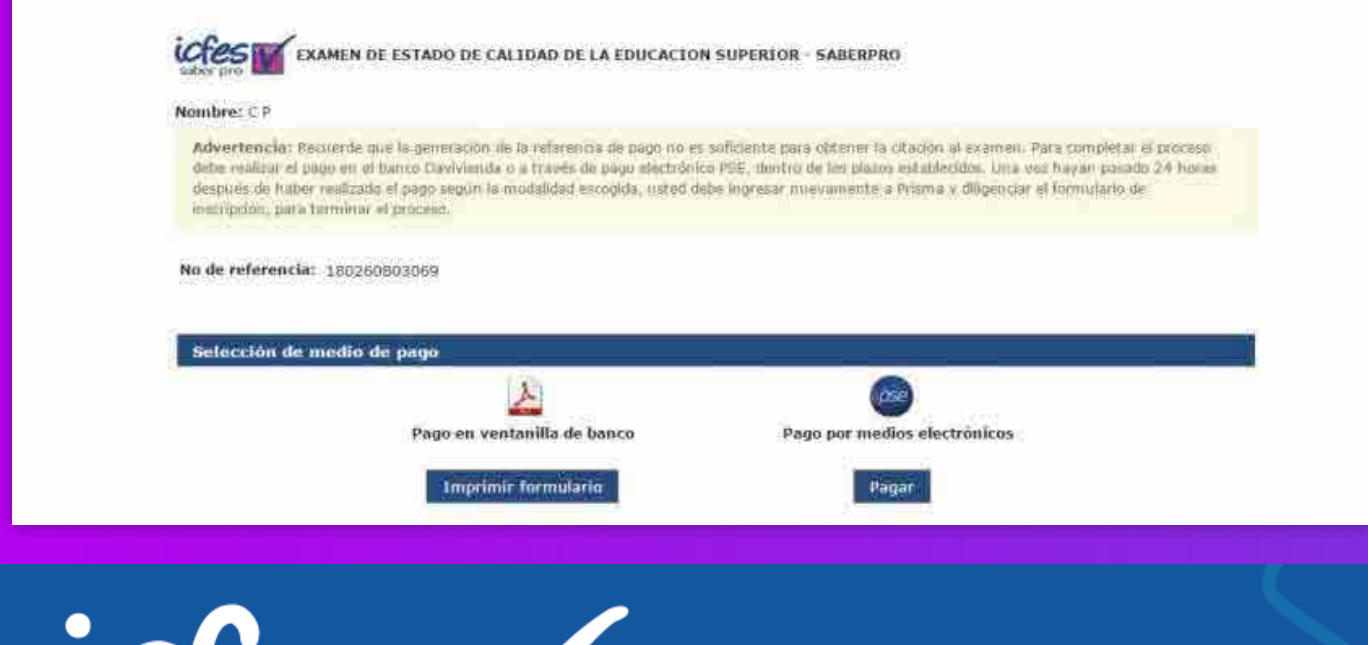 icfes
saber pro
EXAMEN DE ESTADO DE CALIDAD DE LA EDUCACION SUPERIOR - SABERPRO
Nombre: C P
Advertencia: Recuerde que la generación de la referencia de pago no es suficiente para obtener la citación al examen. Para completar el proceso
debe realizar el pago en el banco Davivienda o a través de pago electrónico PSE, dentro de los plazos establecidos. Una vez hayan pasado 24 horas
después de haber realizado el pago según la modalidad escogida, usted debe ingresar nuevamente a Prisma y diligenciar el formulario de
inscripción, para terminar el proceso.
No de referencia: 180260803069
Selección de medio de pago
pse
Pago en ventanilla de banco
Pago por medios electrónicos
Imprimir formulario
Pagar